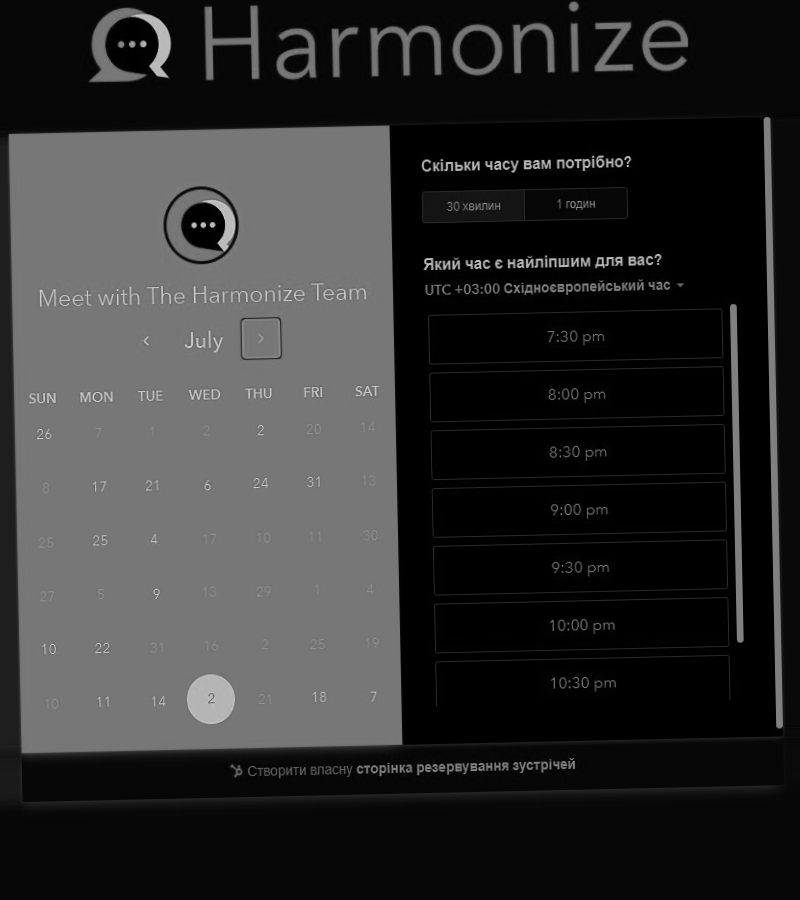 Harmonize
Meet with The Harmonize Team
July
SUN MON TUE WED THU FRI SAT
26 7 1 2 2 20 14
8 17 21 6 24 31 13
25 25 4 17 10 11 30
27 5 9 13 29 1 4
10 22 31 16 2 25 19
10 11 14 2 21 18 7
Скільки часу вам потрібно?
30 хвилин 1 годин
Який час є найліпшим для вас?
UTC +03:00 Східноєвропейський час
7:30 pm
8:00 pm
8:30 pm
9:00 pm
9:30 pm
10:00 pm
10:30 pm
Створити власну сторінка резервування зустрічей